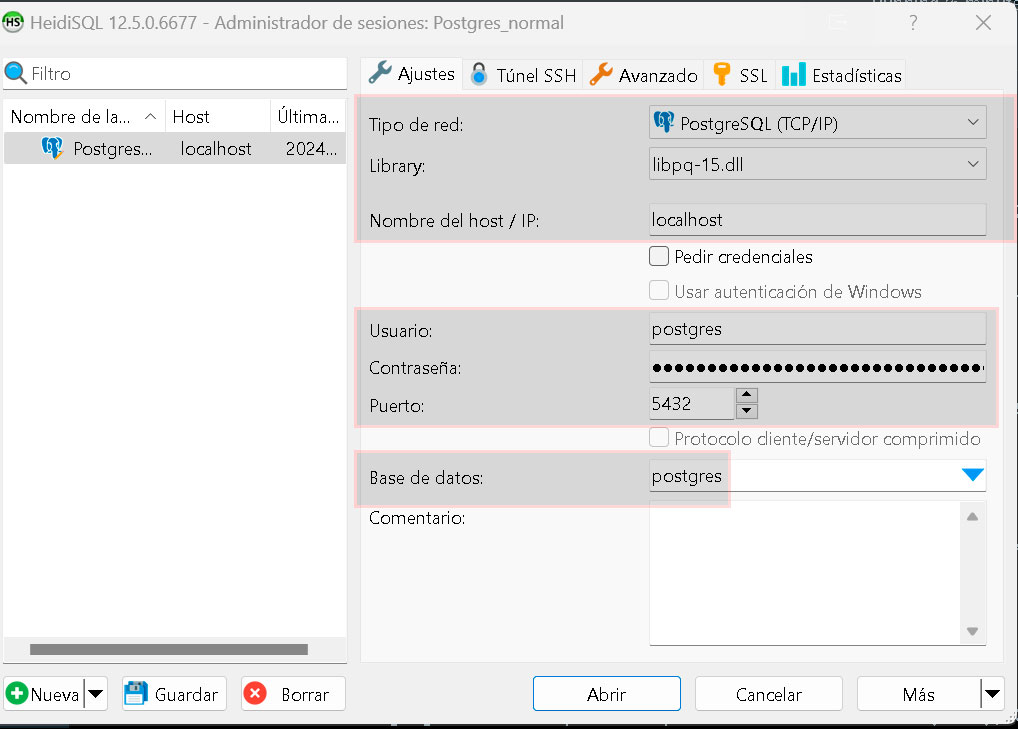 HS HeidiSQL 12.5.0.6677 - Administrador de sesiones: Postgres_normal ?
Filtro
Ajustes Túnel SSH Avanzado SSL Estadísticas
Nombre de la... Host Última...
Postgres... localhost 2024...
Tipo de red: PostgreSQL (TCP/IP)
Library: libpq-15.dll
Nombre del host / IP: localhost
Pedir credenciales
Usar autenticación de Windows
Usuario: postgres
Contraseña: ●●●●●●●●●●●●●●●●●●●●●●●●●●●●●●
Puerto: 5432
Protocolo cliente/servidor comprimido
Base de datos: postgres
Comentario:
Nueva Guardar Borrar Abrir Cancelar Más